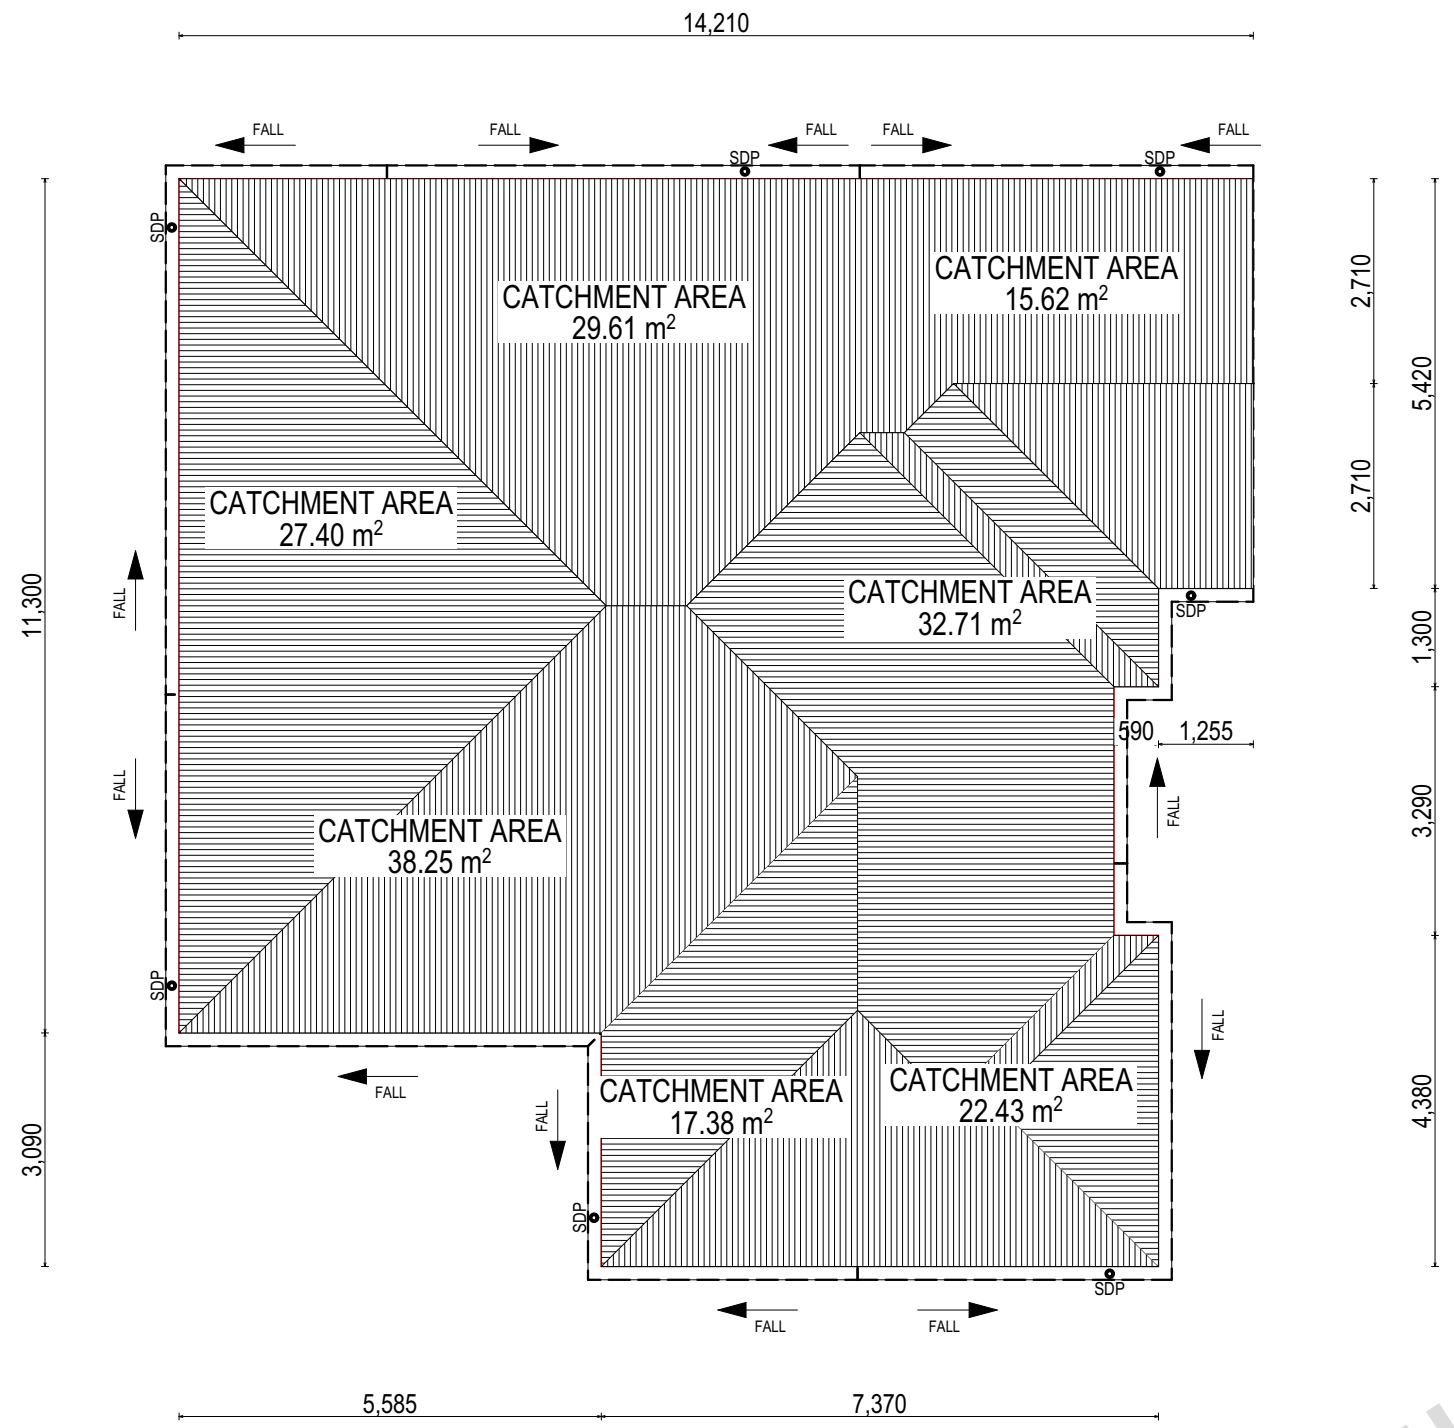 14,210
FALL
FALL
FALL
FALL
FALL
SDP
SDP
SDP
CATCHMENT AREA
29.61 m²
CATCHMENT AREA
15.62 m²
2,710
5,420
2,710
CATCHMENT AREA
27.40 m²
FALL
11,300
CATCHMENT AREA
32.71 m²
SDP
1,300
590
1,255
FALL
FALL
3,290
CATCHMENT AREA
38.25 m²
SDP
FALL
CATCHMENT AREA
17.38 m²
CATCHMENT AREA
22.43 m²
FALL
FALL
4,380
3,090
SDP
SDP
FALL
FALL
5,585
7,370